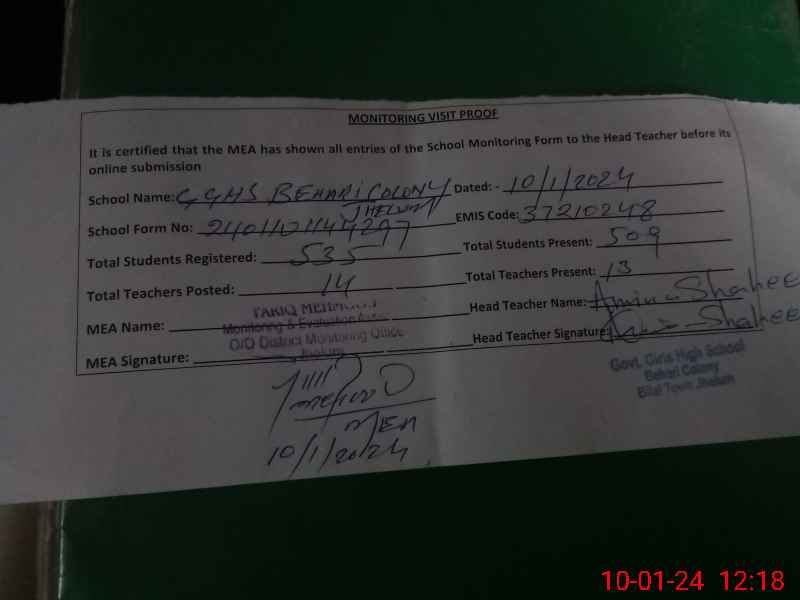 MONITORING VISIT PROOF
It is certified that the MEA has shown all entries of the School Monitoring Form to the Head Teacher before its
online submission
School Name: GGHS BEHARI COLONY Dated: - 10/1/2024
JHELUM
School Form No: EMIS Code: 37210248
Total Students Registered: 535 Total Students Present: 509
Total Teachers Posted: 14 Total Teachers Present: 13
MEA Name: TARIQ MEHMOOD Head Teacher Name: Amina Shaheen
Monitoring & Evaluation
O/O District Monitoring Office
Jhelum
MEA Signature: Head Teacher Signature: Amina Shaheen
Govt. Girls High School
Behari Colony
Bilal Town Jhelum
MEA
10/1/2024
10-01-24 12:18